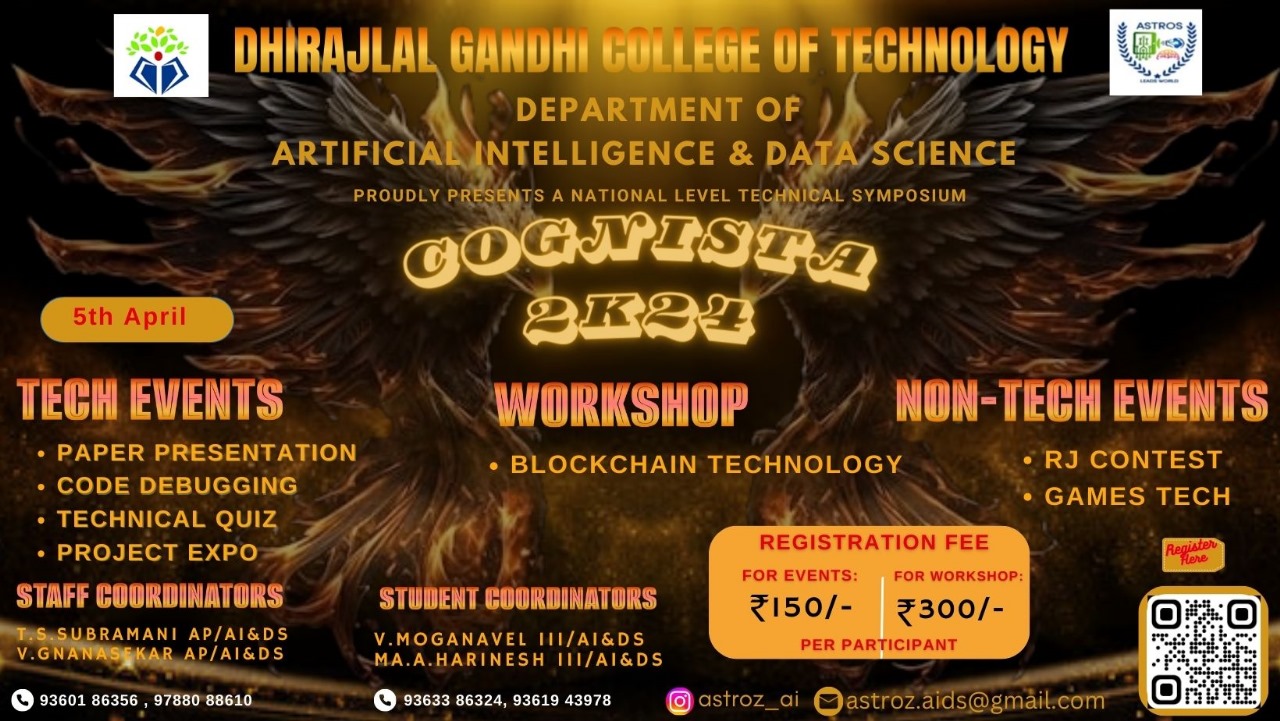 DHIRAJLAL GANDHI COLLEGE OF TECHNOLOGY
ASTROS
LEADS WORLD
DEPARTMENT OF
ARTIFICIAL INTELLIGENCE & DATA SCIENCE
PROUDLY PRESENTS A NATIONAL LEVEL TECHNICAL SYMPOSIUM
COGNISTA
2K24
5th April
TECH EVENTS
• PAPER PRESENTATION
• CODE DEBUGGING
• TECHNICAL QUIZ
• PROJECT EXPO
WORKSHOP
• BLOCKCHAIN TECHNOLOGY
NON-TECH EVENTS
• RJ CONTEST
• GAMES TECH
REGISTRATION FEE
FOR EVENTS:
₹150/-
FOR WORKSHOP:
₹300/-
PER PARTICIPANT
Register
Here
STAFF COORDINATORS
T.S.SUBRAMANI AP/AI&DS
V.GNANASEKAR AP/AI&DS
STUDENT COORDINATORS
V.MOGANAVEL III/AI&DS
MA.A.HARINESH III/AI&DS
93601 86356 , 97880 88610
93633 86324, 93619 43978
astroz_ai
astroz.aids@gmail.com